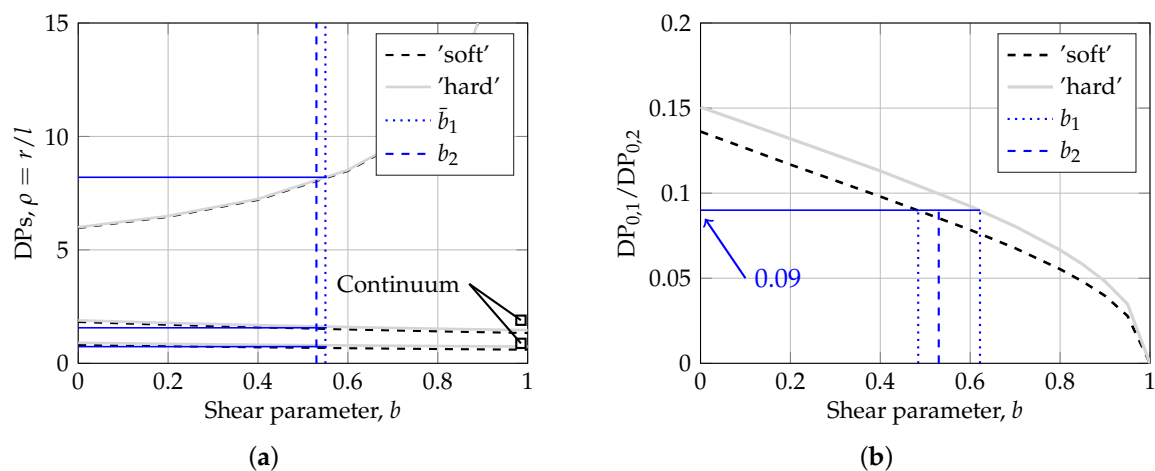 15
10
5
0
DPs, ρ = r/l
'soft'
'hard'
b̄₁
b₂
Continuum
0 0.2 0.4 0.6 0.8 1
Shear parameter, b
(a)
0.2
0.15
0.1
0.05
0
DP₀,₁/DP₀,₂
'soft'
'hard'
b₁
b₂
0.09
0 0.2 0.4 0.6 0.8 1
Shear parameter, b
(b)